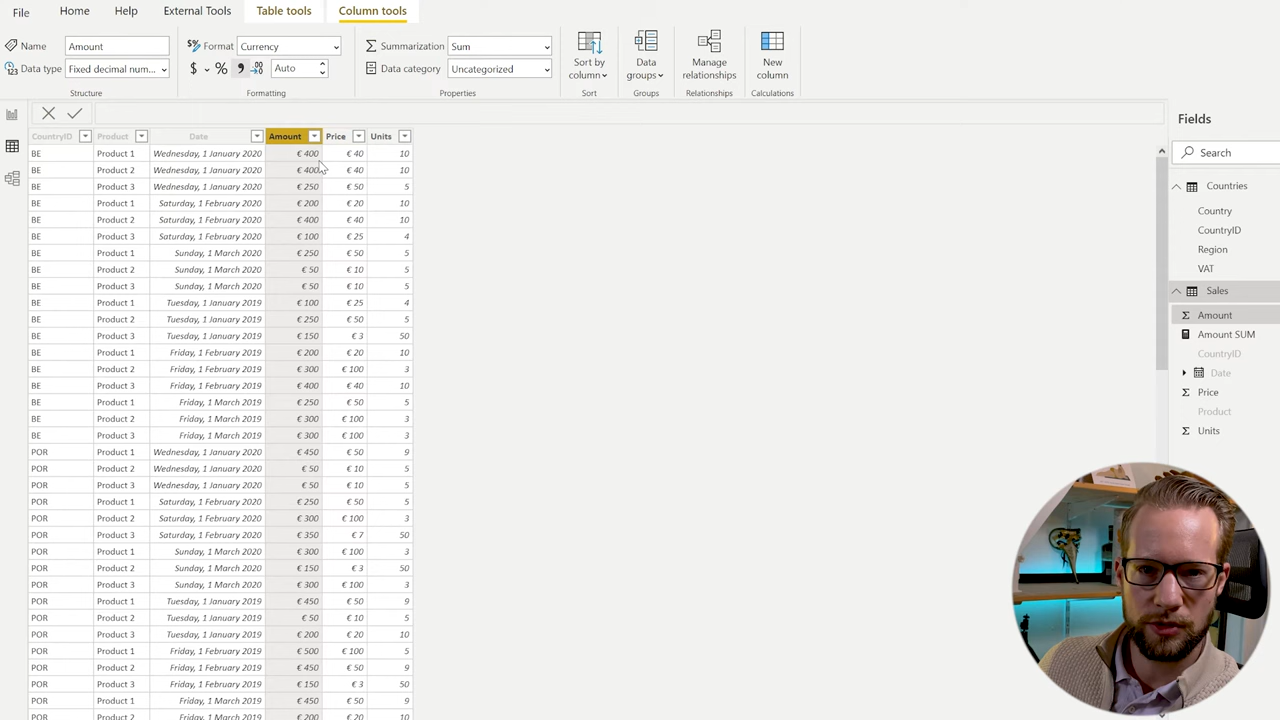 File Home Help External Tools Table tools Column tools
Name Amount Format Currency Summarization Sum
Data type Fixed decimal num... $ % , .00 Auto Data category Uncategorized
Sort by column Data groups Manage relationships New column
Structure Formatting Properties Sort Groups Relationships Calculations
CountryID Product Date Amount Price Units
BE Product 1 Wednesday, 1 January 2020 € 400 € 40 10
BE Product 2 Wednesday, 1 January 2020 € 400 € 40 10
BE Product 3 Wednesday, 1 January 2020 € 250 € 50 5
BE Product 1 Saturday, 1 February 2020 € 200 € 20 10
BE Product 2 Saturday, 1 February 2020 € 400 € 40 10
BE Product 3 Saturday, 1 February 2020 € 100 € 25 4
BE Product 1 Sunday, 1 March 2020 € 250 € 50 5
BE Product 2 Sunday, 1 March 2020 € 50 € 10 5
BE Product 3 Sunday, 1 March 2020 € 50 € 10 5
BE Product 1 Tuesday, 1 January 2019 € 100 € 25 4
BE Product 2 Tuesday, 1 January 2019 € 250 € 50 5
BE Product 3 Tuesday, 1 January 2019 € 150 € 3 50
BE Product 1 Friday, 1 February 2019 € 200 € 20 10
BE Product 2 Friday, 1 February 2019 € 300 € 100 3
BE Product 3 Friday, 1 February 2019 € 400 € 40 10
BE Product 1 Friday, 1 March 2019 € 250 € 50 5
BE Product 2 Friday, 1 March 2019 € 300 € 100 3
BE Product 3 Friday, 1 March 2019 € 300 € 100 3
POR Product 1 Wednesday, 1 January 2020 € 450 € 50 9
POR Product 2 Wednesday, 1 January 2020 € 50 € 10 5
POR Product 3 Wednesday, 1 January 2020 € 50 € 10 5
POR Product 1 Saturday, 1 February 2020 € 250 € 50 5
POR Product 2 Saturday, 1 February 2020 € 300 € 100 3
POR Product 3 Saturday, 1 February 2020 € 350 € 7 50
POR Product 1 Sunday, 1 March 2020 € 300 € 100 3
POR Product 2 Sunday, 1 March 2020 € 150 € 3 50
POR Product 3 Sunday, 1 March 2020 € 300 € 100 3
POR Product 1 Tuesday, 1 January 2019 € 450 € 50 9
POR Product 2 Tuesday, 1 January 2019 € 50 € 10 5
POR Product 3 Tuesday, 1 January 2019 € 200 € 20 10
POR Product 1 Friday, 1 February 2019 € 500 € 100 5
POR Product 2 Friday, 1 February 2019 € 450 € 50 9
POR Product 3 Friday, 1 February 2019 € 150 € 3 50
POR Product 1 Friday, 1 March 2019 € 450 € 50 9
POR Product 2 Friday, 1 March 2019 € 200 € 20 10
Fields
Search
Countries
Country
CountryID
Region
VAT
Sales
Amount
Amount SUM
CountryID
Date
Price
Product
Units